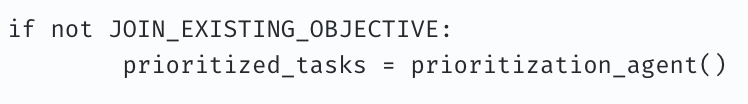 if not JOIN_EXISTING_OBJECTIVE:
        prioritized_tasks = prioritization_agent()